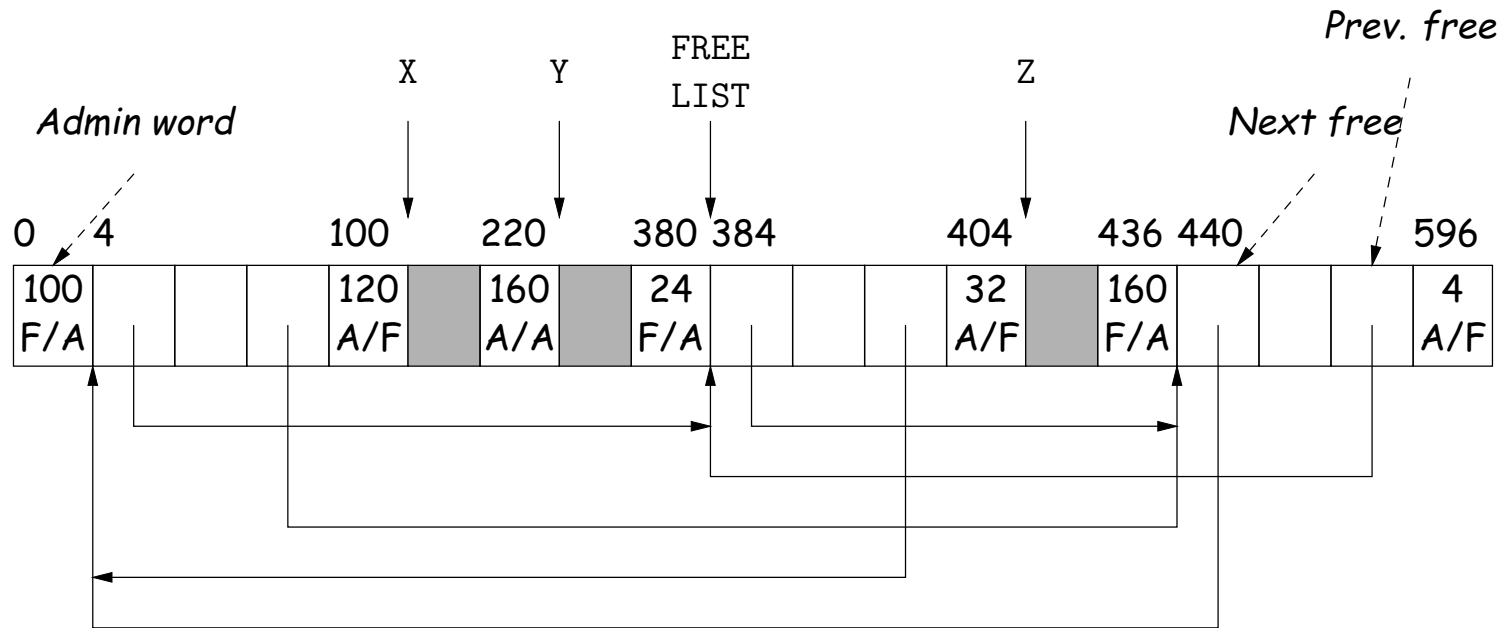 Prev. free
FREE
X Y LIST Z
Admin word Next free
0 4 100 220 380 384 404 436 440 596
100 120 160 24 32 160 4
F/A A/F A/A F/A A/F F/A A/F